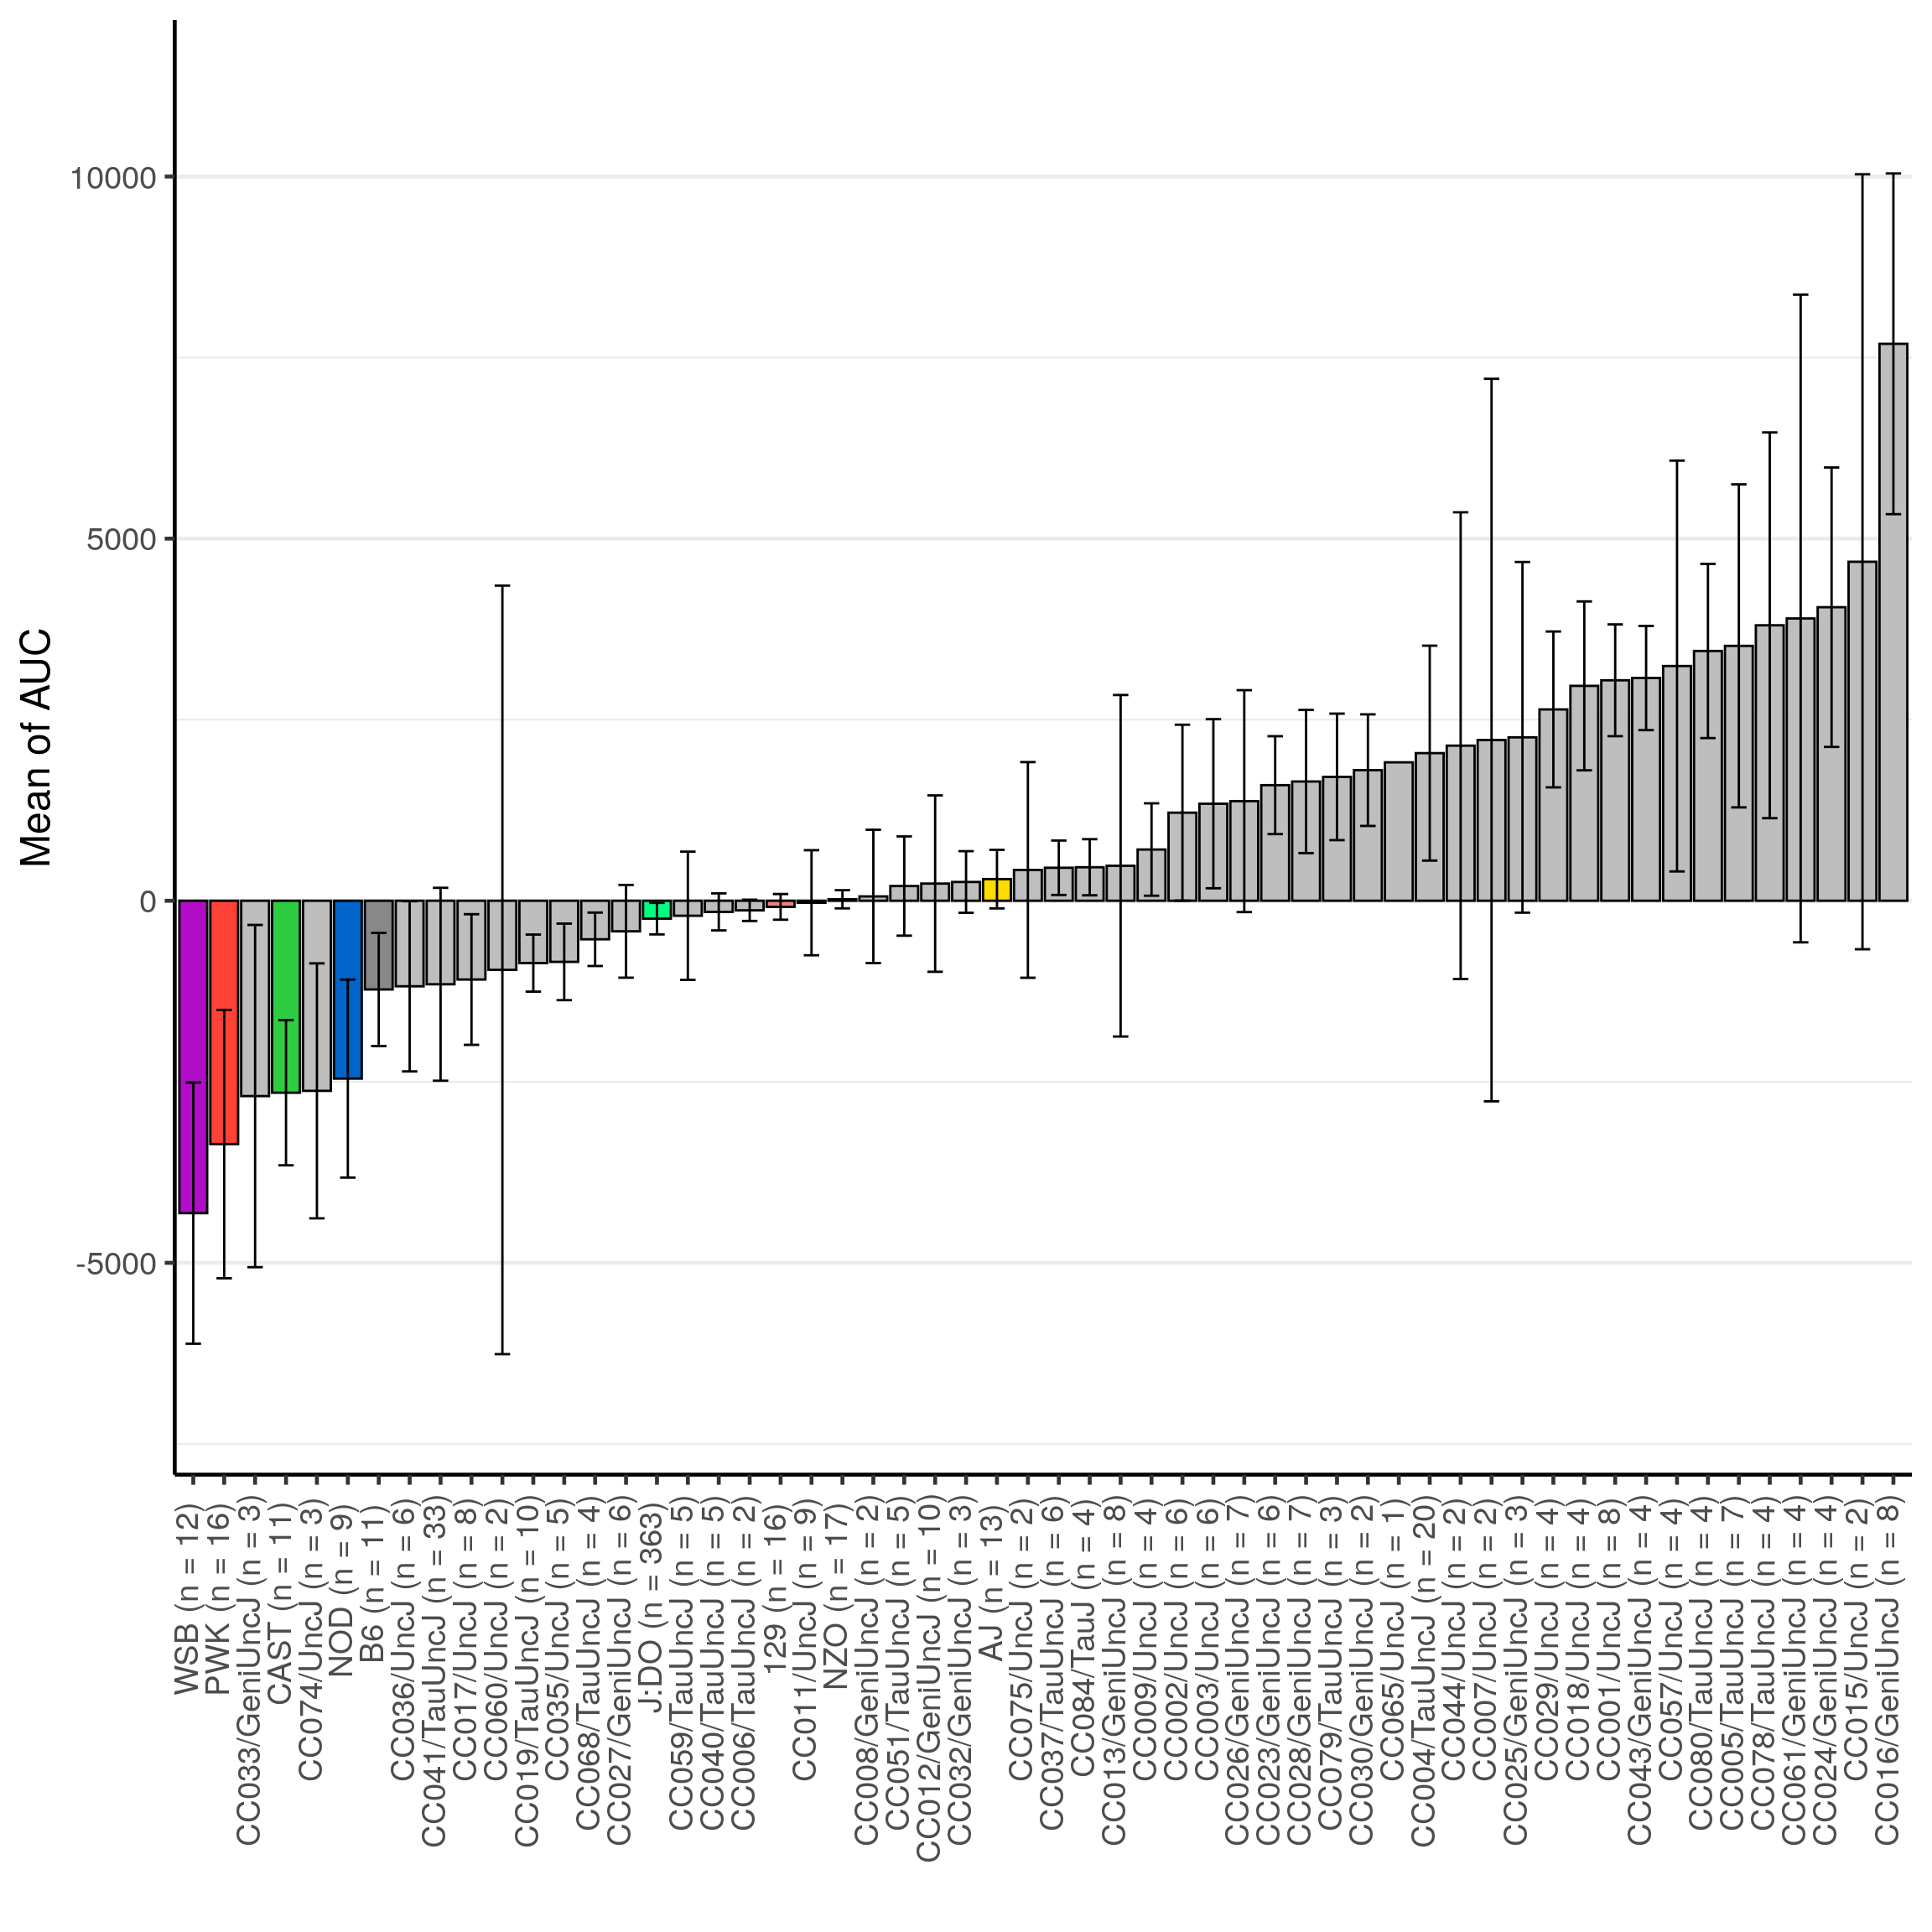 Mean of AUC
10000
5000
0
-5000
WSB (n = 12)
PWK (n = 16)
CC033/GeniUncJ (n = 3)
CAST (n = 11)
CC074/UncJ (n = 3)
NOD (n = 9)
B6 (n = 11)
CC036/UncJ (n = 6)
CC041/TauUncJ (n = 33)
CC017/UncJ (n = 8)
CC060/UncJ (n = 2)
CC019/TauUncJ (n = 10)
CC035/UncJ (n = 5)
CC068/TauUncJ (n = 4)
CC027/GeniUncJ (n = 6)
J:DO (n = 363)
CC059/TauUncJ (n = 5)
CC040/TauUncJ (n = 5)
CC006/TauUncJ (n = 2)
129 (n = 16)
CC011/UncJ (n = 9)
NZO (n = 17)
CC008/GeniUncJ (n = 2)
CC051/TauUncJ (n = 5)
CC012/GeniUncJ (n = 10)
CC032/GeniUncJ (n = 3)
AJ (n = 13)
CC075/UncJ (n = 2)
CC037/TauUncJ (n = 6)
CC084/TauJ (n = 4)
CC013/GeniUncJ (n = 8)
CC009/UncJ (n = 4)
CC002/UncJ (n = 6)
CC003/UncJ (n = 6)
CC026/GeniUncJ (n = 7)
CC023/GeniUncJ (n = 6)
CC028/GeniUncJ (n = 7)
CC079/TauUncJ (n = 3)
CC030/GeniUncJ (n = 2)
CC065/UncJ (n = 1)
CC004/TauUncJ (n = 20)
CC044/UncJ (n = 2)
CC007/UncJ (n = 2)
CC025/GeniUncJ (n = 3)
CC029/UncJ (n = 4)
CC018/UncJ (n = 4)
CC001/UncJ (n = 8)
CC043/GeniUncJ (n = 4)
CC057/UncJ (n = 4)
CC080/TauUncJ (n = 4)
CC005/TauUncJ (n = 7)
CC078/TauUncJ (n = 4)
CC061/GeniUncJ (n = 4)
CC024/GeniUncJ (n = 4)
CC015/UncJ (n = 2)
CC016/GeniUncJ (n = 8)